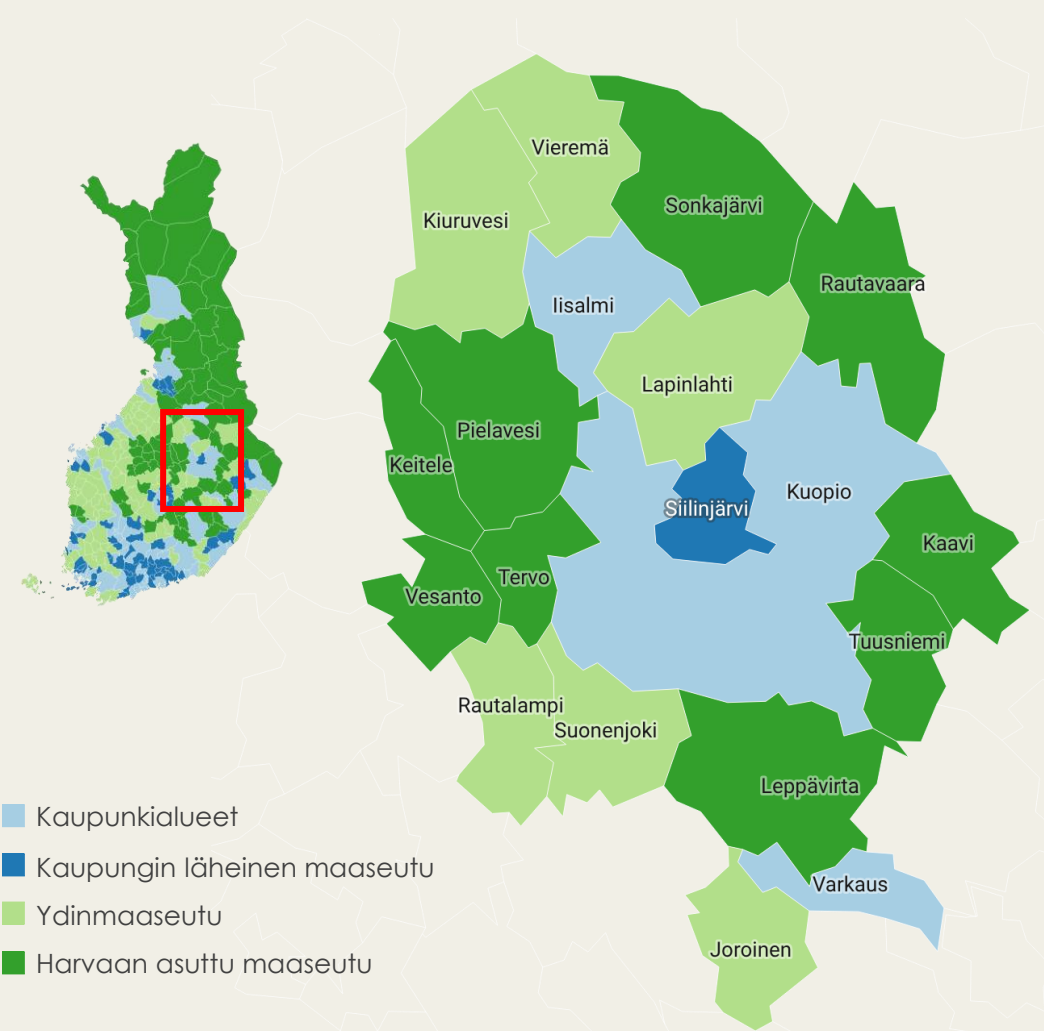 Vieremä
Sonkajärvi
Kiuruvesi
Rautavaara
Iisalmi
Lapinlahti
Pielavesi
Keitele
Kuopio
Siilinjärvi
Kaavi
Tervo
Vesanto
Tuusniemi
Rautalampi
Suonenjoki
Leppävirta
Varkaus
Joroinen
Kaupunkialueet
Kaupungin läheinen maaseutu
Ydinmaaseutu
Harvaan asuttu maaseutu